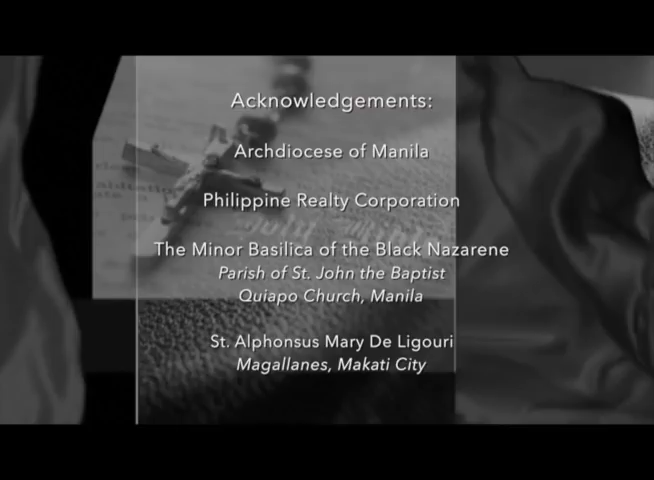 Acknowledgements:
Archdiocese of Manila
Philippine Realty Corporation
The Minor Basilica of the Black Nazarene
Parish of St. John the Baptist
Quiapo Church, Manila
St. Alphonsus Mary De Ligouri
Magallanes, Makati City